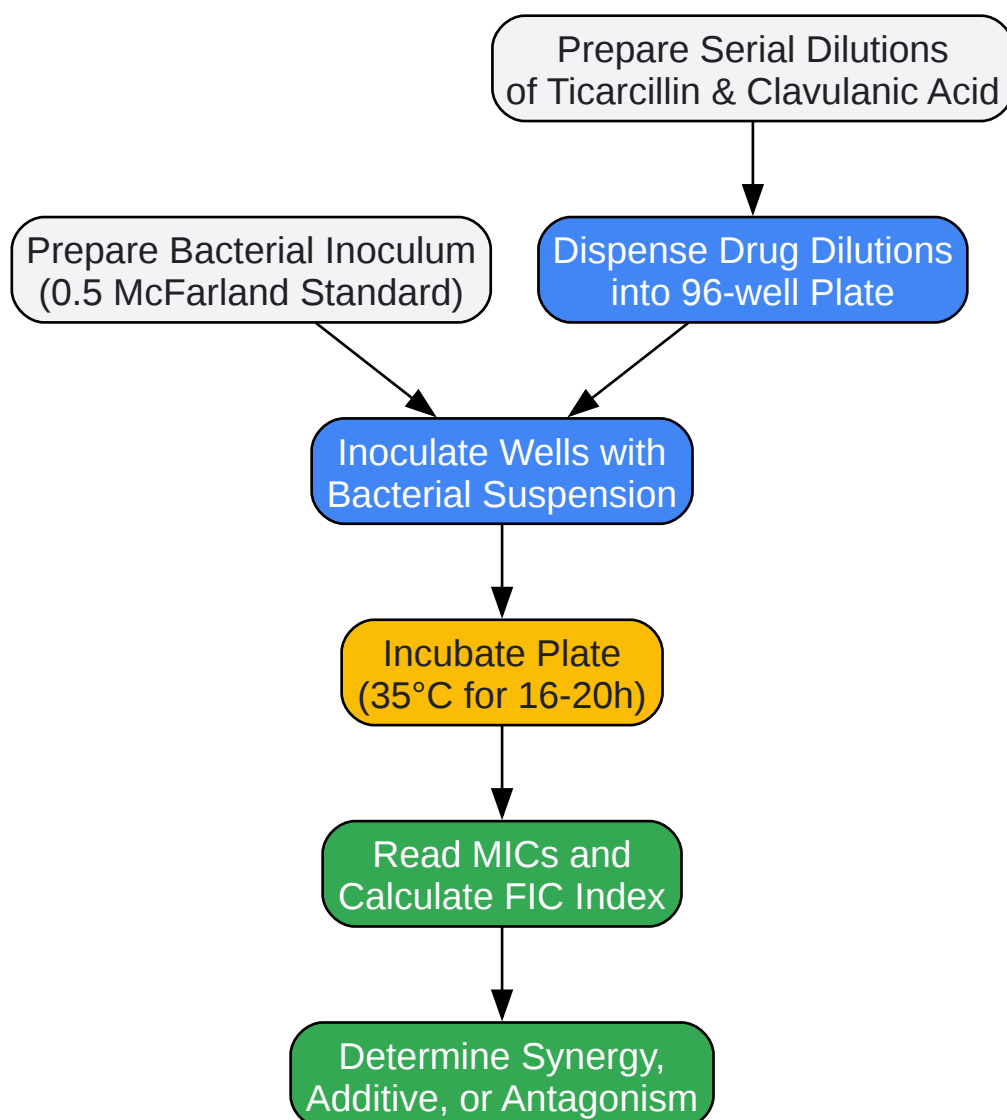 Prepare Serial Dilutions
of Ticarcillin & Clavulanic Acid
Prepare Bacterial Inoculum
(0.5 McFarland Standard)
Dispense Drug Dilutions
into 96-well Plate
Inoculate Wells with
Bacterial Suspension
Incubate Plate
(35°C for 16-20h)
Read MICs and
Calculate FIC Index
Determine Synergy,
Additive, or Antagonism